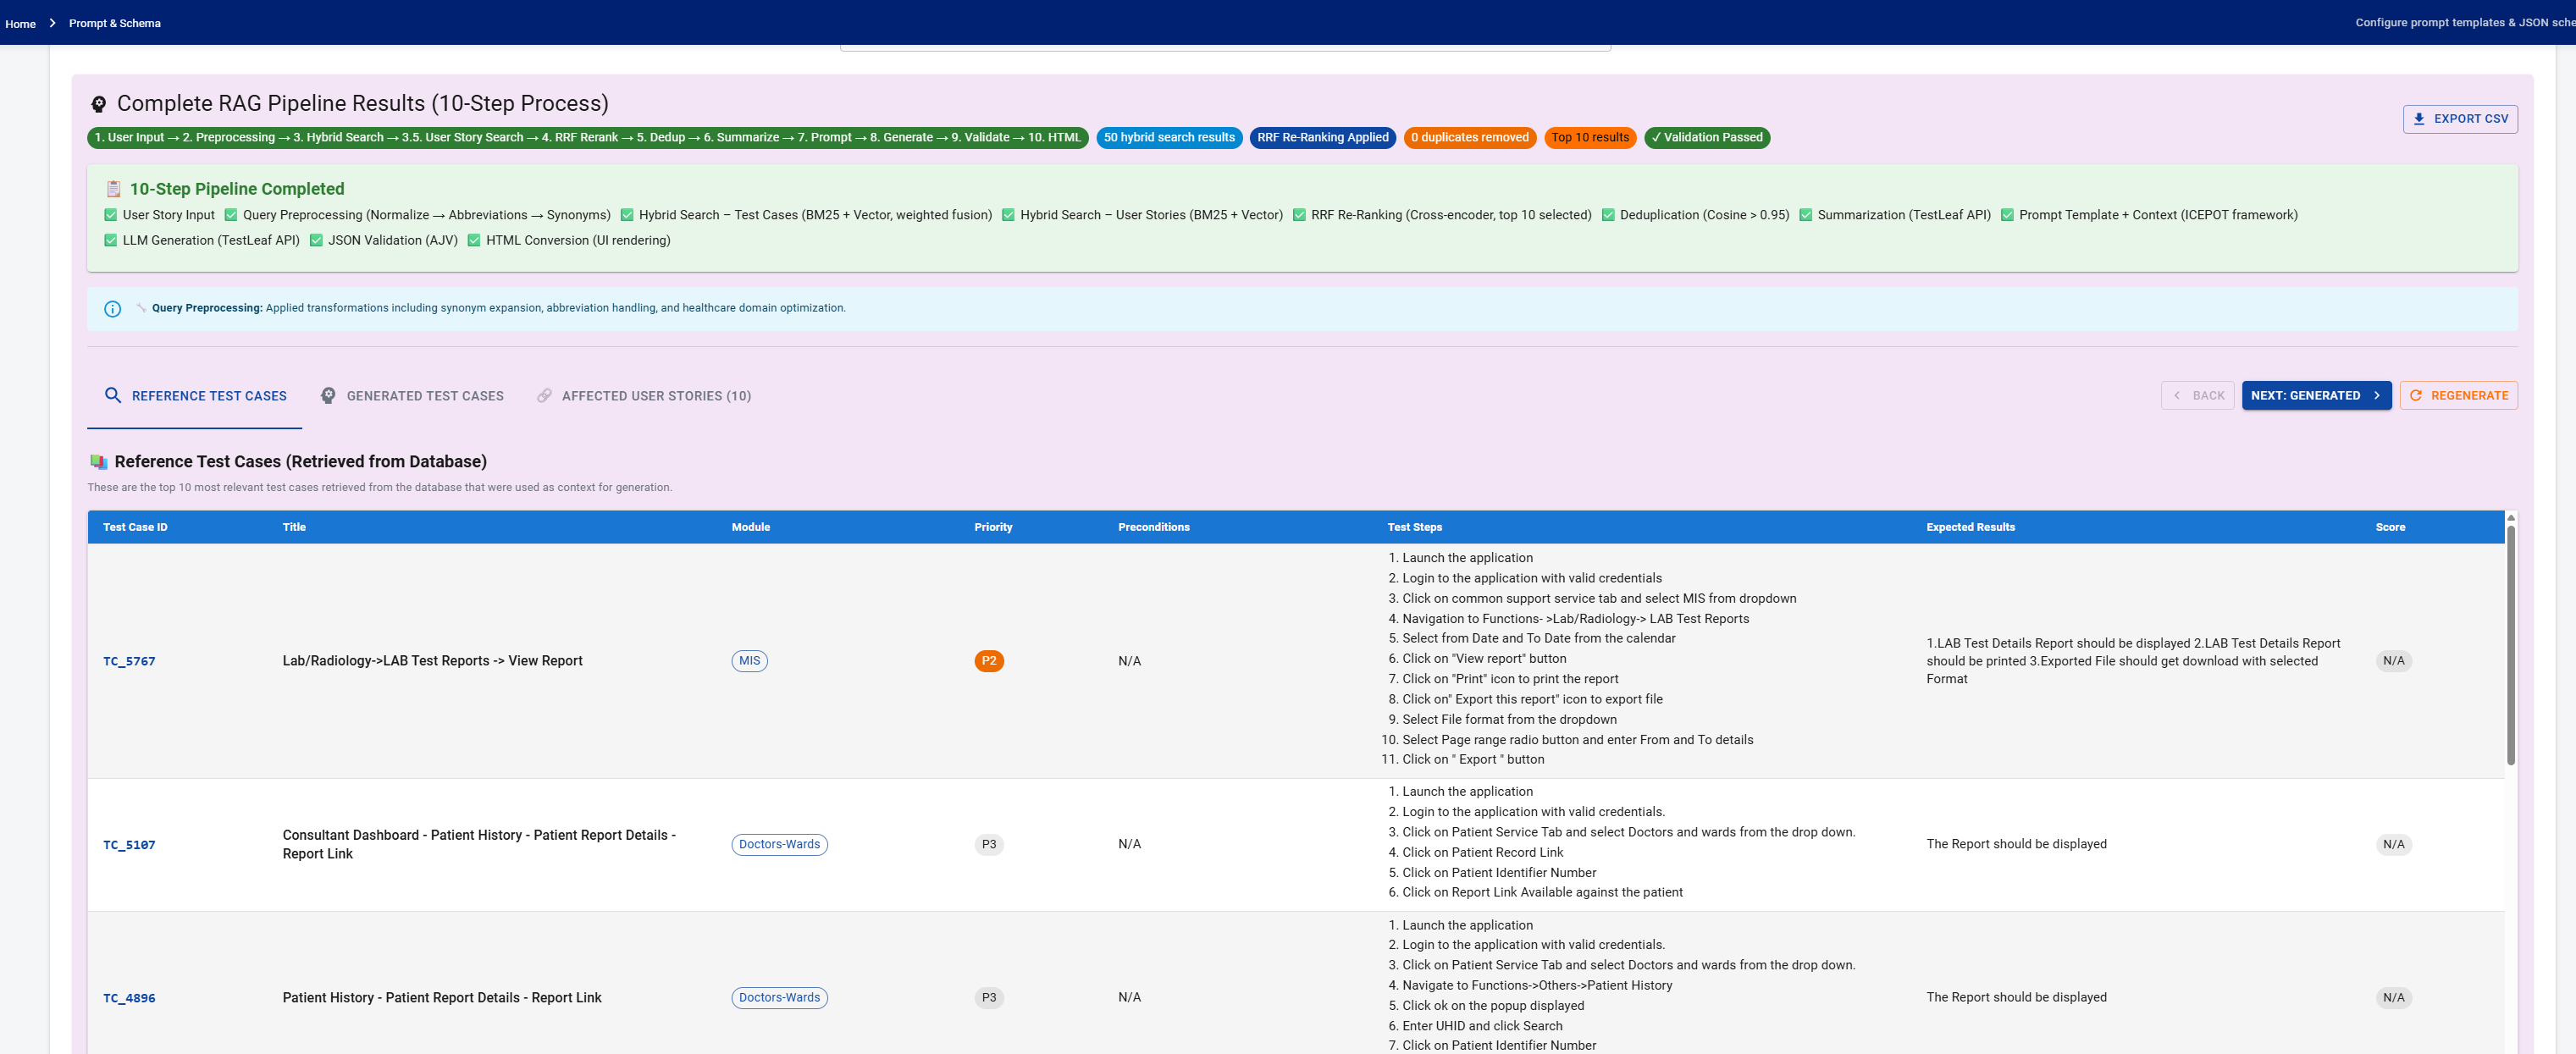 Home > Prompt & Schema
Configure prompt templates & JSON
Complete RAG Pipeline Results (10-Step Process)
EXPORT CSV
1. User Input → 2. Preprocessing → 3. Hybrid Search → 3.5. User Story Search → 4. RRF Rerank → 5. Dedup → 6. Summarize → 7. Prompt → 8. Generate → 9. Validate → 10. HTML
50 hybrid search results
RRF Re-Ranking Applied
0 duplicates removed
Top 10 results
✓ Validation Passed
10-Step Pipeline Completed
✅ User Story Input ✅ Query Preprocessing (Normalize → Abbreviations → Synonyms) ✅ Hybrid Search – Test Cases (BM25 + Vector, weighted fusion) ✅ Hybrid Search – User Stories (BM25 + Vector) ✅ RRF Re-Ranking (Cross-encoder, top 10 selected) ✅ Deduplication (Cosine > 0.95) ✅ Summarization (TestLeaf API) ✅ Prompt Template + Context (ICEPOT framework)
✅ LLM Generation (TestLeaf API) ✅ JSON Validation (AJV) ✅ HTML Conversion (UI rendering)
Query Preprocessing: Applied transformations including synonym expansion, abbreviation handling, and healthcare domain optimization.
REFERENCE TEST CASES
GENERATED TEST CASES
AFFECTED USER STORIES (10)
BACK
NEXT: GENERATED
REGENERATE
Reference Test Cases (Retrieved from Database)
These are the top 10 most relevant test cases retrieved from the database that were used as context for generation.
Test Case ID Title Module Priority Preconditions Test Steps Expected Results Score
TC_5767
Lab/Radiology->LAB Test Reports -> View Report
MIS
P2
N/A
1. Launch the application
2. Login to the application with valid credentials
3. Click on common support service tab and select MIS from dropdown
4. Navigation to Functions- >Lab/Radiology-> LAB Test Reports
5. Select from Date and To Date from the calendar
6. Click on "View report" button
7. Click on "Print" icon to print the report
8. Click on" Export this report" icon to export file
9. Select File format from the dropdown
10. Select Page range radio button and enter From and To details
11. Click on " Export " button
1.LAB Test Details Report should be displayed 2.LAB Test Details Report
should be printed 3.Exported File should get download with selected
Format
N/A
TC_5107
Consultant Dashboard - Patient History - Patient Report Details -
Report Link
Doctors-Wards
P3
N/A
1. Launch the application
2. Login to the application with valid credentials.
3. Click on Patient Service Tab and select Doctors and wards from the drop down.
4. Click on Patient Record Link
5. Click on Patient Identifier Number
6. Click on Report Link Available against the patient
The Report should be displayed
N/A
TC_4896
Patient History - Patient Report Details - Report Link
Doctors-Wards
P3
N/A
1. Launch the application
2. Login to the application with valid credentials.
3. Click on Patient Service Tab and select Doctors and wards from the drop down.
4. Navigate to Functions->Others->Patient History
5. Click ok on the popup displayed
6. Enter UHID and click Search
7. Click on Patient Identifier Number
The Report should be displayed
N/A